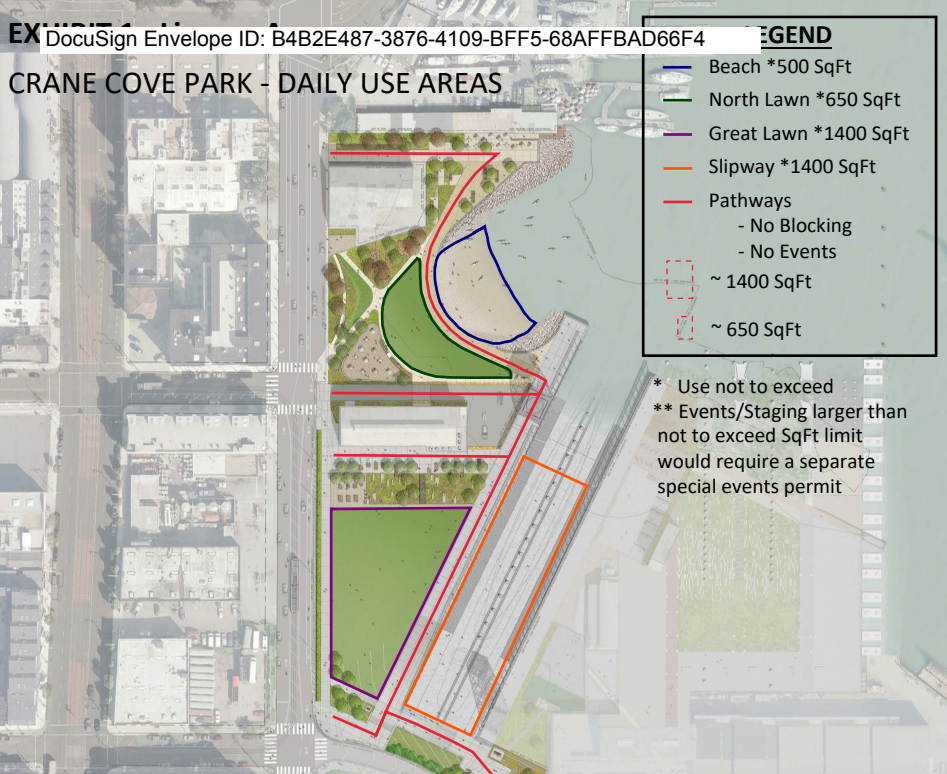 DocuSign Envelope ID: B4B2E487-3876-4109-BFF5-68AFFBAD66F4
CRANE COVE PARK - DAILY USE AREAS
LEGEND
Beach *500 SqFt
North Lawn *650 SqFt
Great Lawn *1400 SqFt
Slipway *1400 SqFt
Pathways
- No Blocking
- No Events
~ 1400 SqFt
~ 650 SqFt
* Use not to exceed
** Events/Staging larger than
not to exceed SqFt limit
would require a separate
special events permit